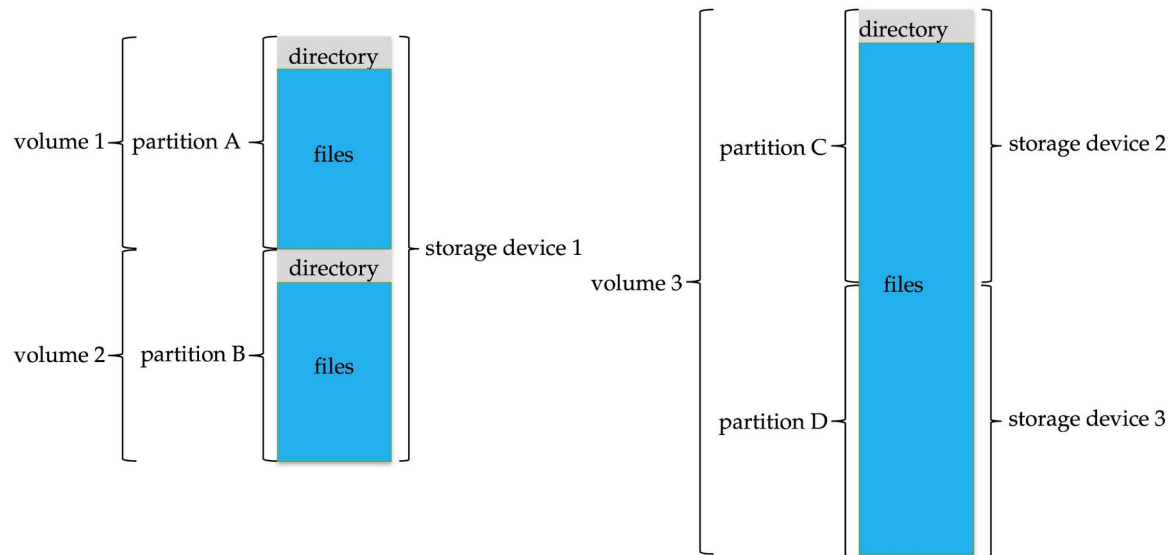 directory
volume 1
partition A
files
storage device 1
directory
volume 2
partition B
files
directory
partition C
storage device 2
volume 3
files
partition D
storage device 3